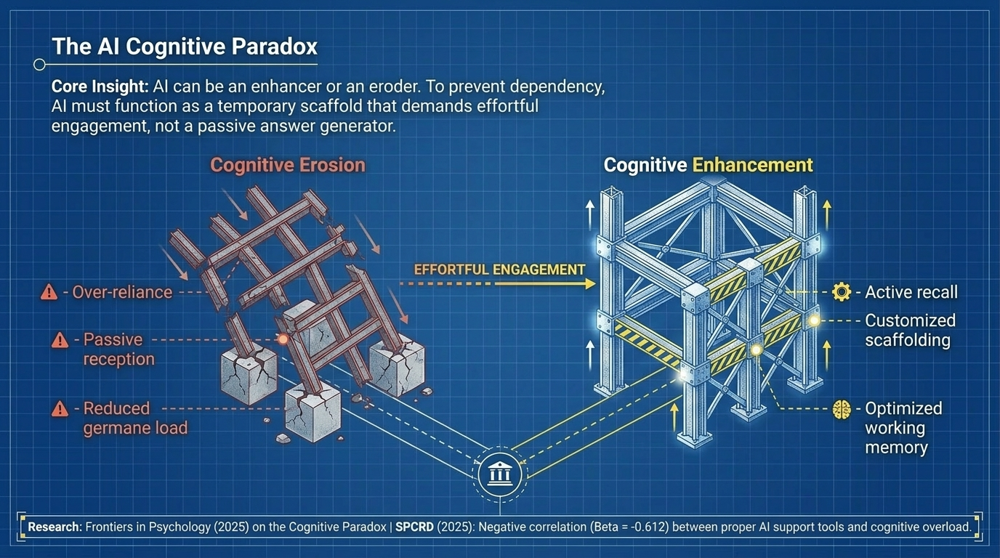 The AI Cognitive Paradox
Core Insight: AI can be an enhancer or an eroder. To prevent dependency,
AI must function as a temporary scaffold that demands effortful
engagement, not a passive answer generator.
Cognitive Erosion
Cognitive Enhancement
EFFORTFUL ENGAGEMENT
- Over-reliance
- Passive
reception
- Reduced
germane load
- Active recall
- Customized
scaffolding
- Optimized
working
memory
Research: Frontiers in Psychology (2025) on the Cognitive Paradox | SPCRD (2025): Negative correlation (Beta = -0.612) between proper AI support tools and cognitive overload.